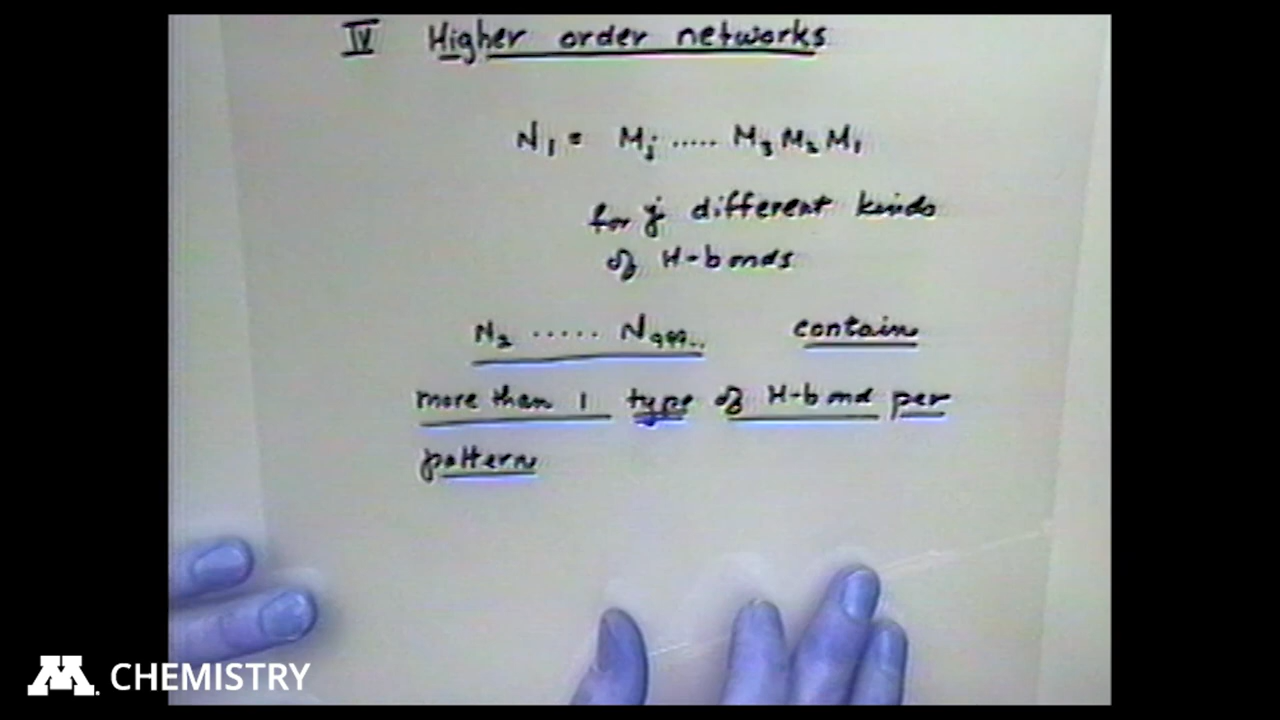 IV Higher order networks
N₁ = Mⱼ ..... M₃ M₂ M₁
for j different kinds
of H-bonds
N₂ ..... N₉₉₉.. contain
more than 1 type of H-bond per
pattern
M. CHEMISTRY